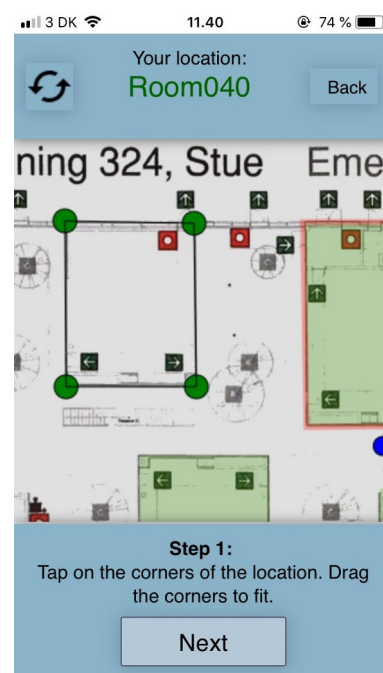 3 DK 11.40 74 %
Your location:
Room040
Back
ning 324, Stue Eme
Step 1:
Tap on the corners of the location. Drag
the corners to fit.
Next